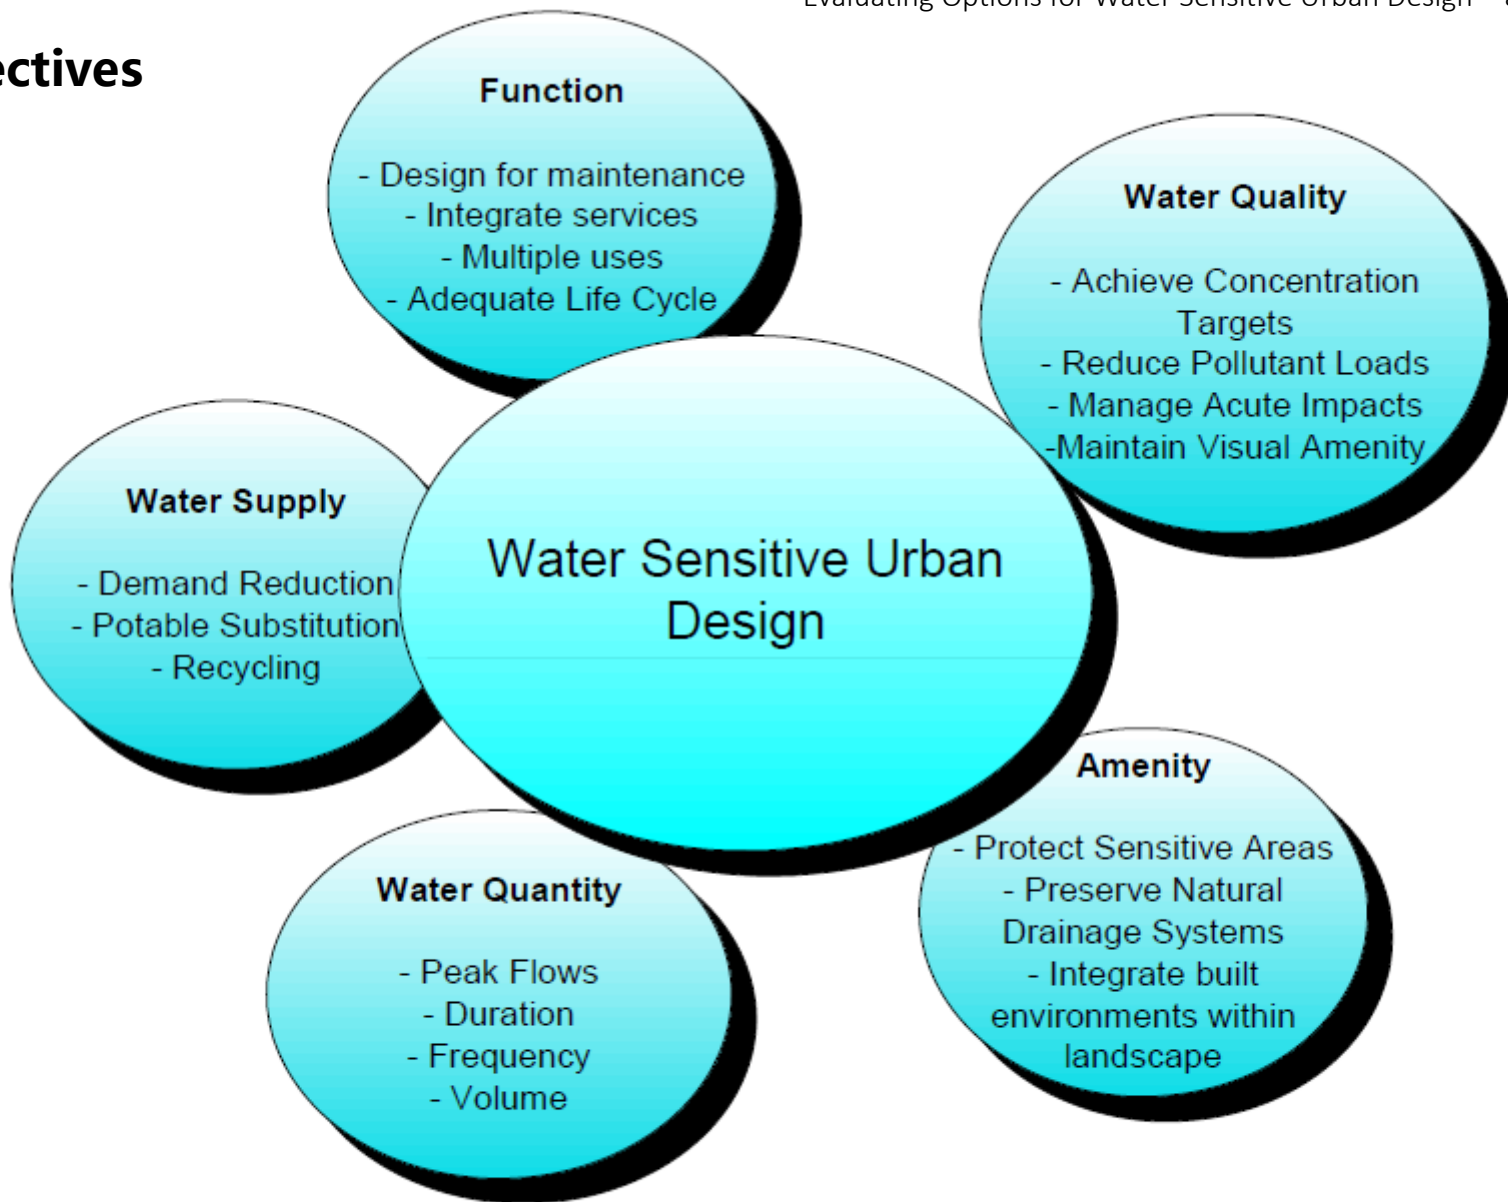 Evaluating Options for Water Sensitive Urban Design
ectives
Function
- Design for maintenance
- Integrate services
- Multiple uses
- Adequate Life Cycle
Water Quality
- Achieve Concentration
Targets
- Reduce Pollutant Loads
- Manage Acute Impacts
-Maintain Visual Amenity
Water Supply
- Demand Reduction
- Potable Substitution
- Recycling
Water Sensitive Urban
Design
Amenity
- Protect Sensitive Areas
- Preserve Natural
Drainage Systems
- Integrate built
environments within
landscape
Water Quantity
- Peak Flows
- Duration
- Frequency
- Volume